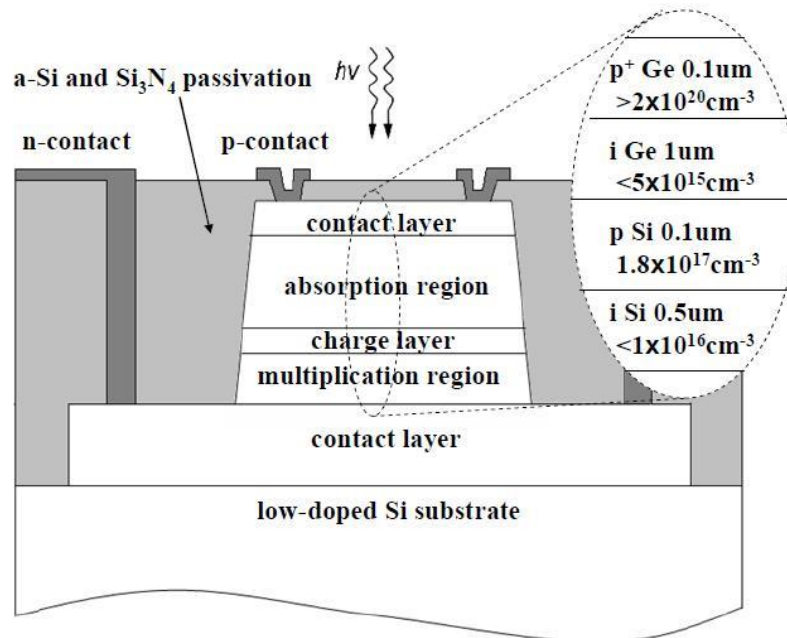 a-Si and Si₃N₄ passivation
hν
n-contact
p-contact
contact layer
absorption region
charge layer
multiplication region
contact layer
low-doped Si substrate
p⁺ Ge 0.1um
>2x10²⁰cm⁻³
i Ge 1um
<5x10¹⁵cm⁻³
p Si 0.1um
1.8x10¹⁷cm⁻³
i Si 0.5um
<1x10¹⁶cm⁻³